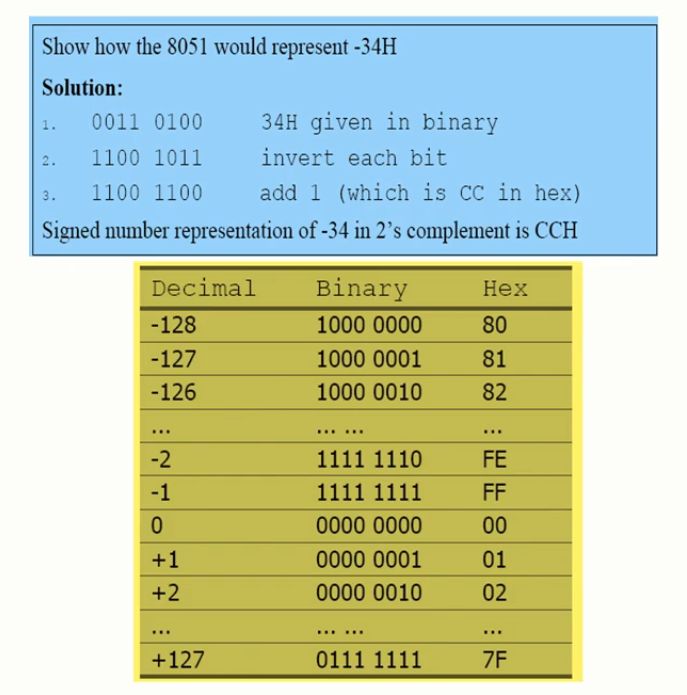 Show how the 8051 would represent -34H
Solution:
1. 0011 0100 34H given in binary
2. 1100 1011 invert each bit
3. 1100 1100 add 1 (which is CC in hex)
Signed number representation of -34 in 2's complement is CCH
Decimal Binary Hex
-128 1000 0000 80
-127 1000 0001 81
-126 1000 0010 82
... ... ... ...
-2 1111 1110 FE
-1 1111 1111 FF
0 0000 0000 00
+1 0000 0001 01
+2 0000 0010 02
... ... ... ...
+127 0111 1111 7F